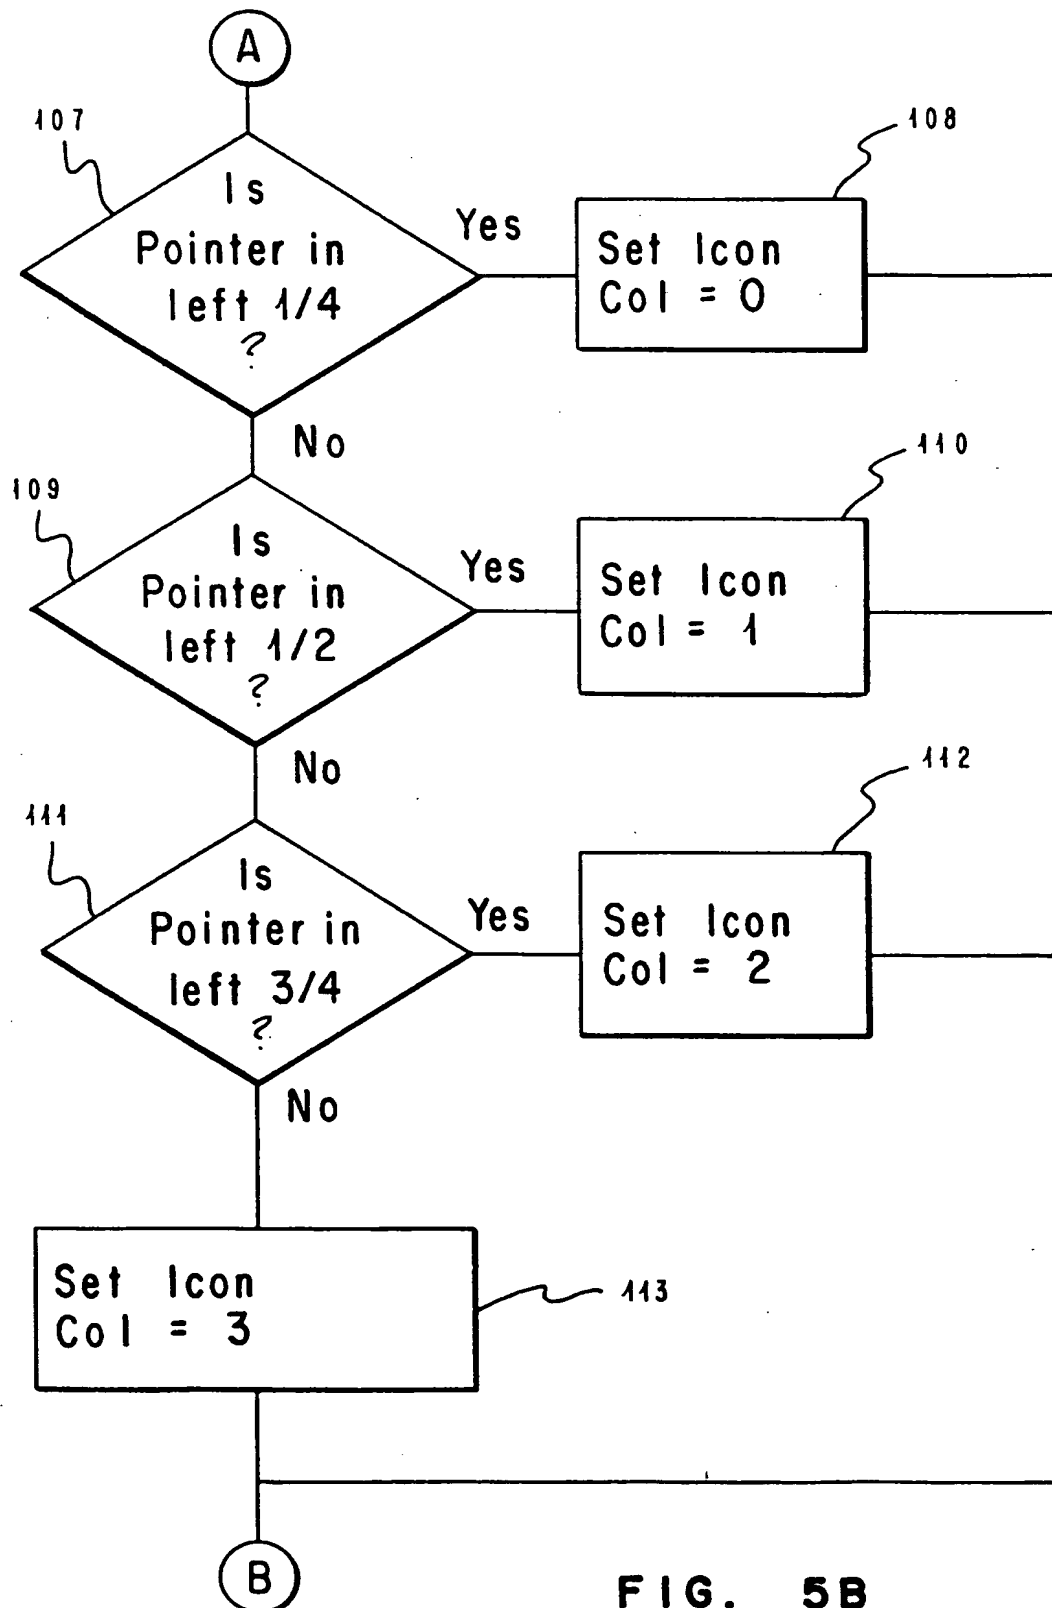 A
107
Is
Pointer in
left 1/4
?
Yes
108
Set Icon
Col = 0
No
109
Is
Pointer in
left 1/2
?
Yes
110
Set Icon
Col = 1
No
111
Is
Pointer in
left 3/4
?
Yes
112
Set Icon
Col = 2
No
Set Icon
Col = 3
113
B
FIG. 5B